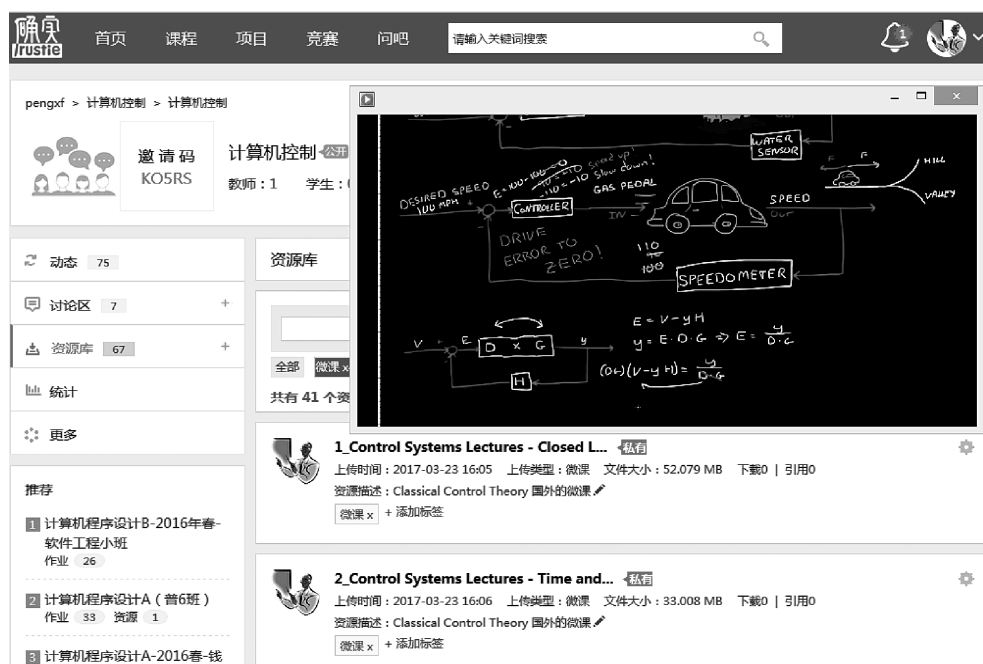 确实
Trustie
首页 课程 项目 竞赛 问吧
请输入关键词搜索
1
pengxf > 计算机控制 > 计算机控制
邀请码
KO5RS
计算机控制 公开
教师：1 学生：
动态 75
讨论区 7 +
资源库 67 +
统计
更多
推荐
1 计算机程序设计B-2016年春-
软件工程小班
作业 26
2 计算机程序设计A（普6班）
作业 33 资源 1
3 计算机程序设计A-2016春-钱
资源库
全部 微课 x
共有 41 个资
WATER
SENSOR
DESIRED SPEED
100 MPH
+
-
E=100-100=0
-10
-110=-10
Speed up!
Slow down!
CONTROLLER
GAS PEDAL
IN
SPEED
OUT
F F
HILL
VALLEY
DRIVE
ERROR TO
ZERO!
110
100
SPEEDOMETER
V + E D x G y
-
H
E = V-yH
y = E·D·G ⇒ E = y/D·G
(V-yH) = y/D·G
1_Control Systems Lectures - Closed L... 私有
上传时间：2017-03-23 16:05 上传类型：微课 文件大小：52.079 MB 下载0 | 引用0
资源描述：Classical Control Theory 国外的微课
微课 x + 添加标签
2_Control Systems Lectures - Time and... 私有
上传时间：2017-03-23 16:06 上传类型：微课 文件大小：33.008 MB 下载0 | 引用0
资源描述：Classical Control Theory 国外的微课
微课 x + 添加标签